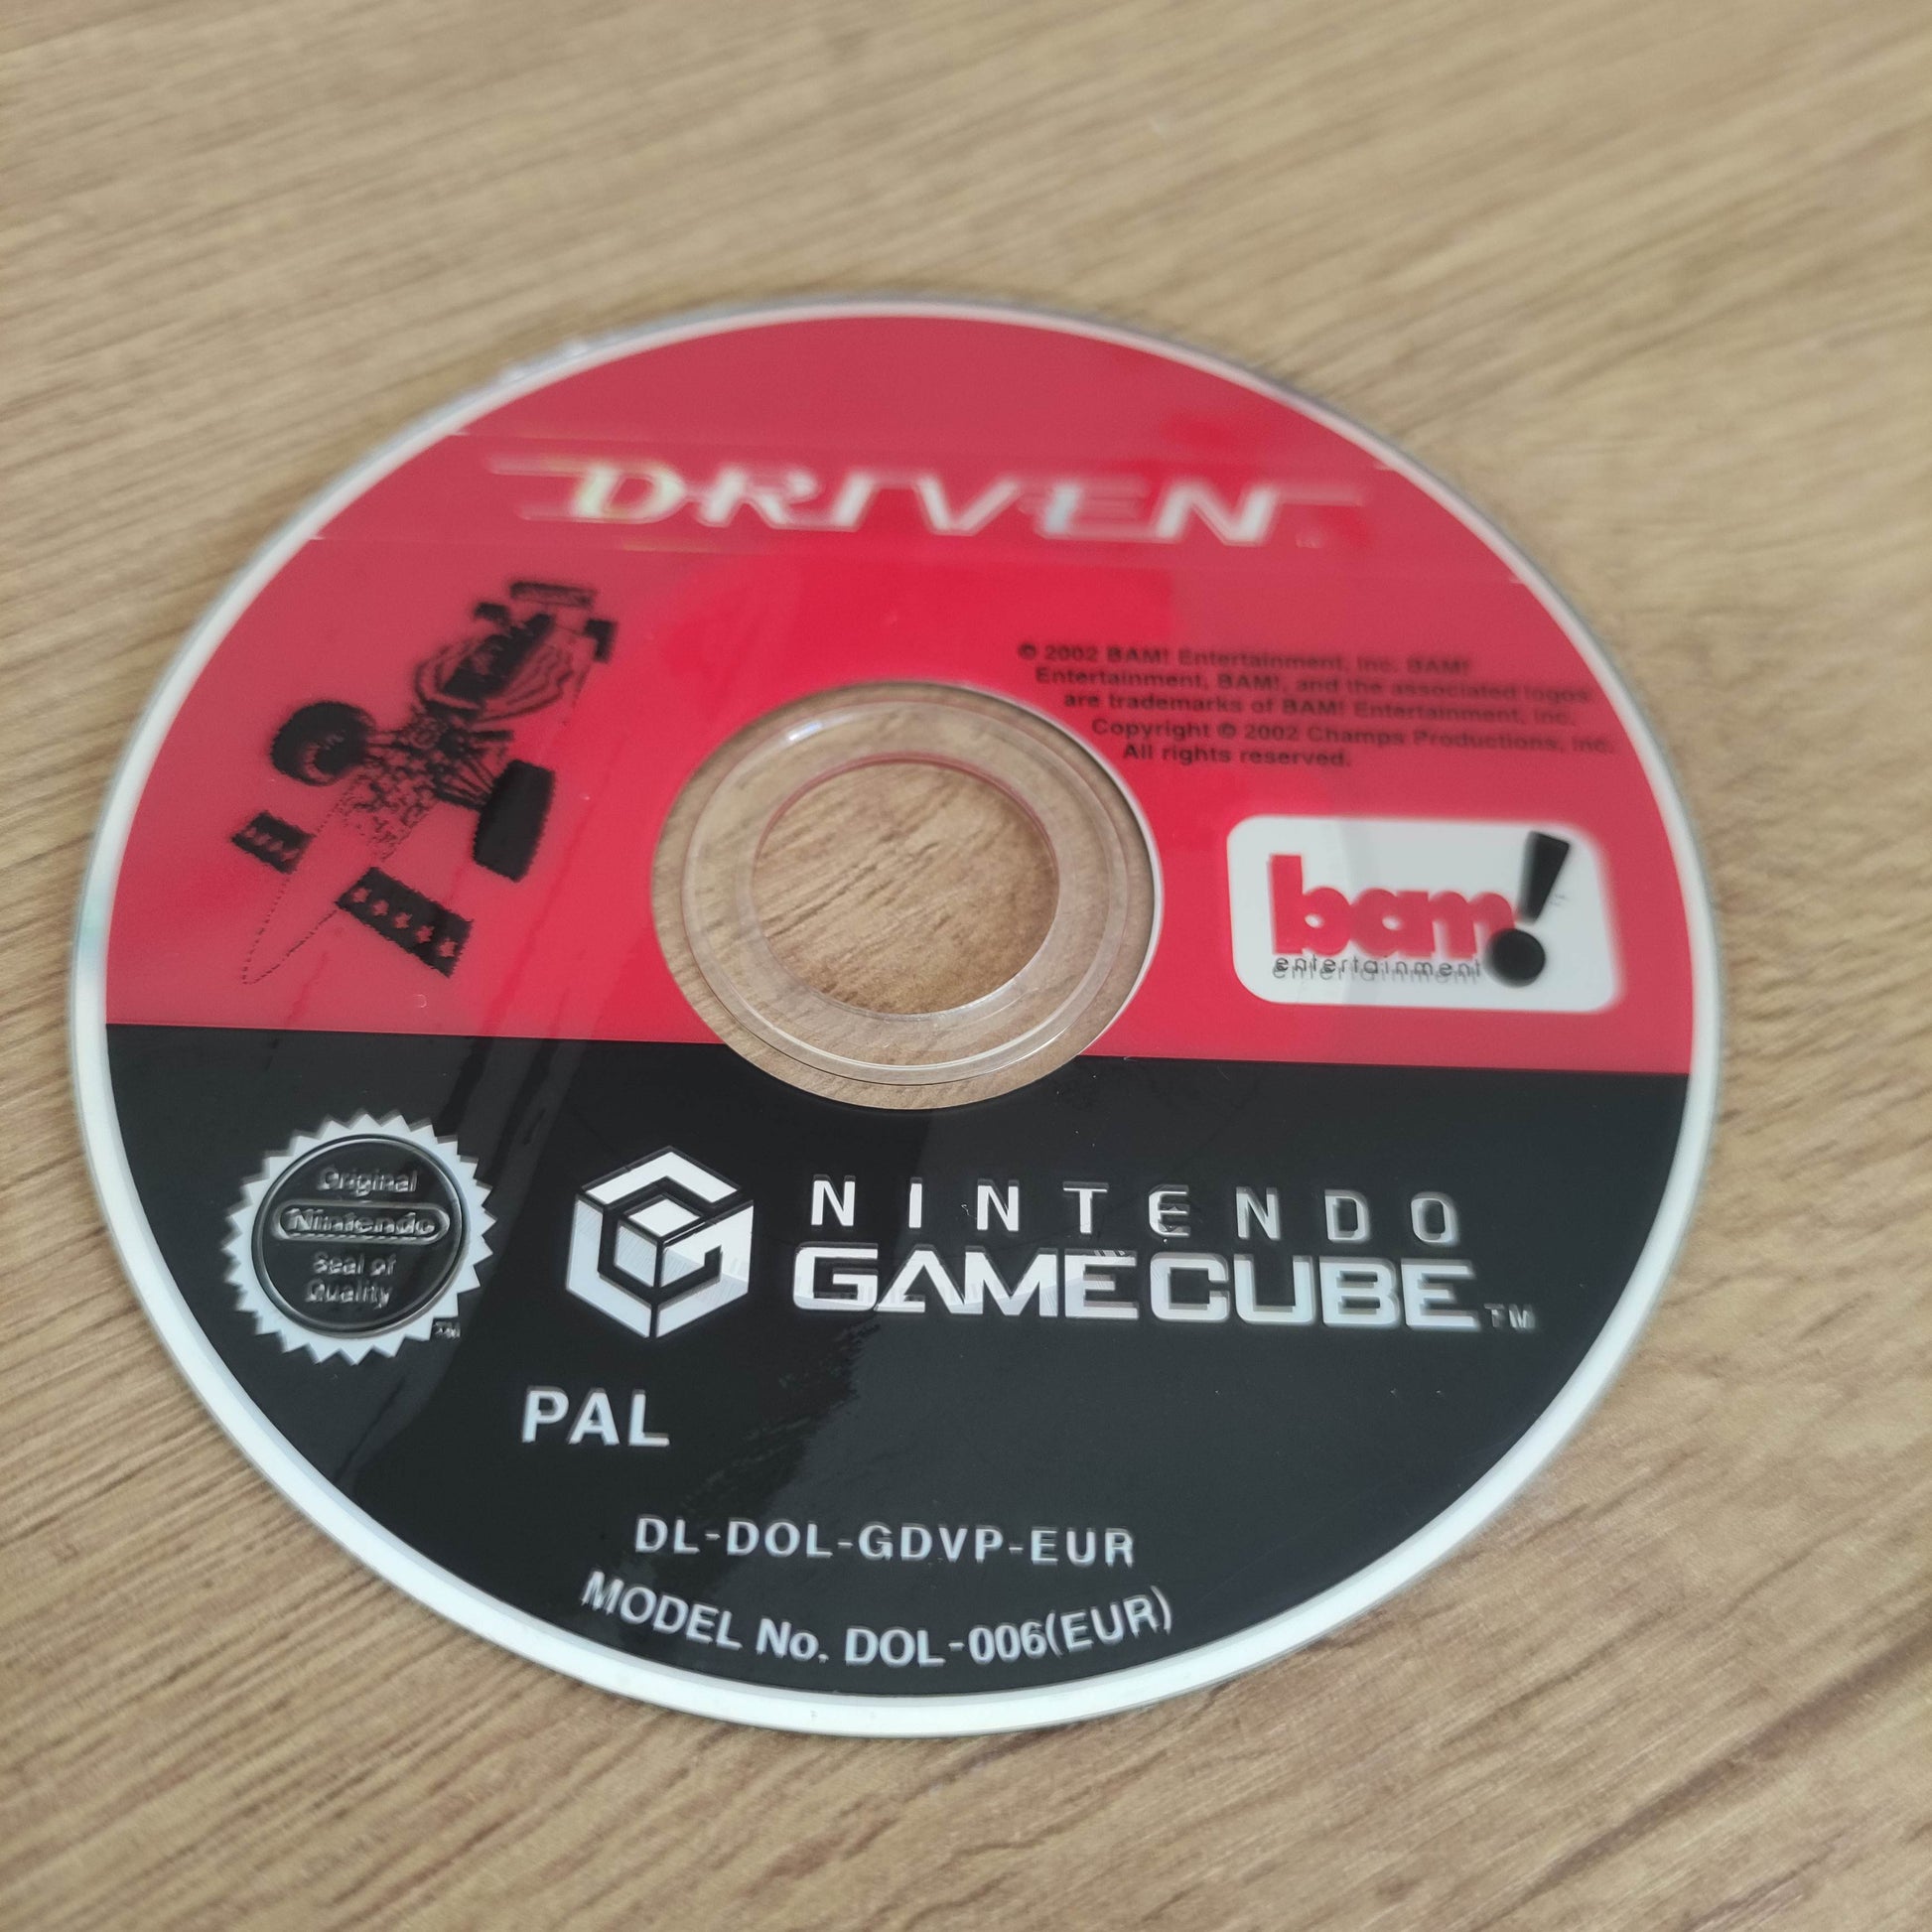 DRIVEN
© 2002 BAM! Entertainment, Inc. BAM!
Entertainment, BAM!, and the associated logos
are trademarks of BAM! Entertainment, Inc.
Copyright © 2002 Champs Productions, Inc.
All rights reserved.
bam!
entertainment
Original
Nintendo
Seal of
Quality
TM
NINTENDO
GAMECUBE TM
PAL
DL-DOL-GDVP-EUR
MODEL No. DOL-006(EUR)